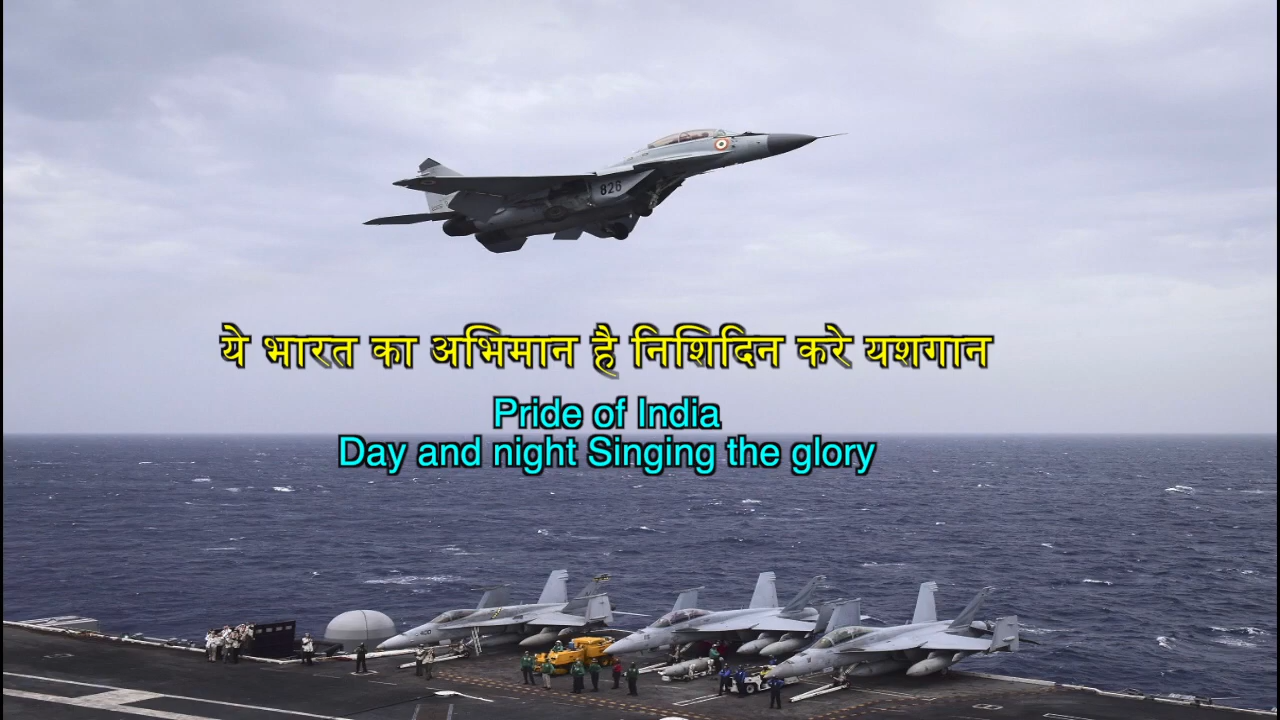 826
ये भारत का अभिमान है निशिदिन करे यशगान
Pride of India
Day and night Singing the glory